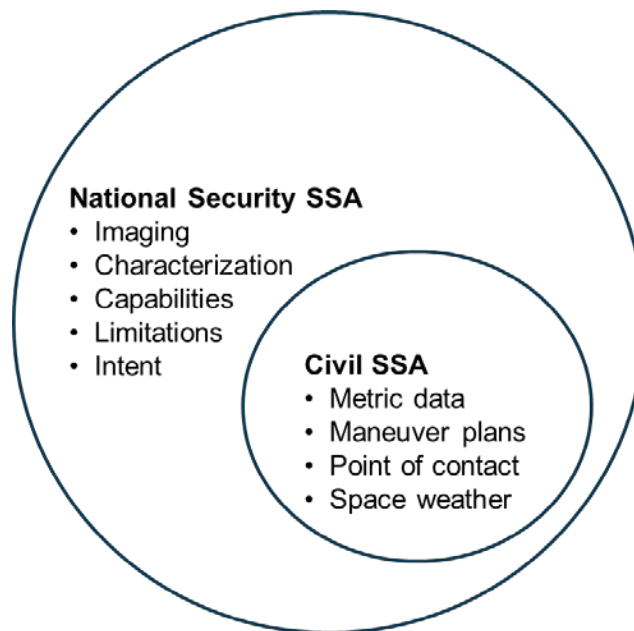 National Security SSA
• Imaging
• Characterization
• Capabilities
• Limitations
• Intent
Civil SSA
• Metric data
• Maneuver plans
• Point of contact
• Space weather